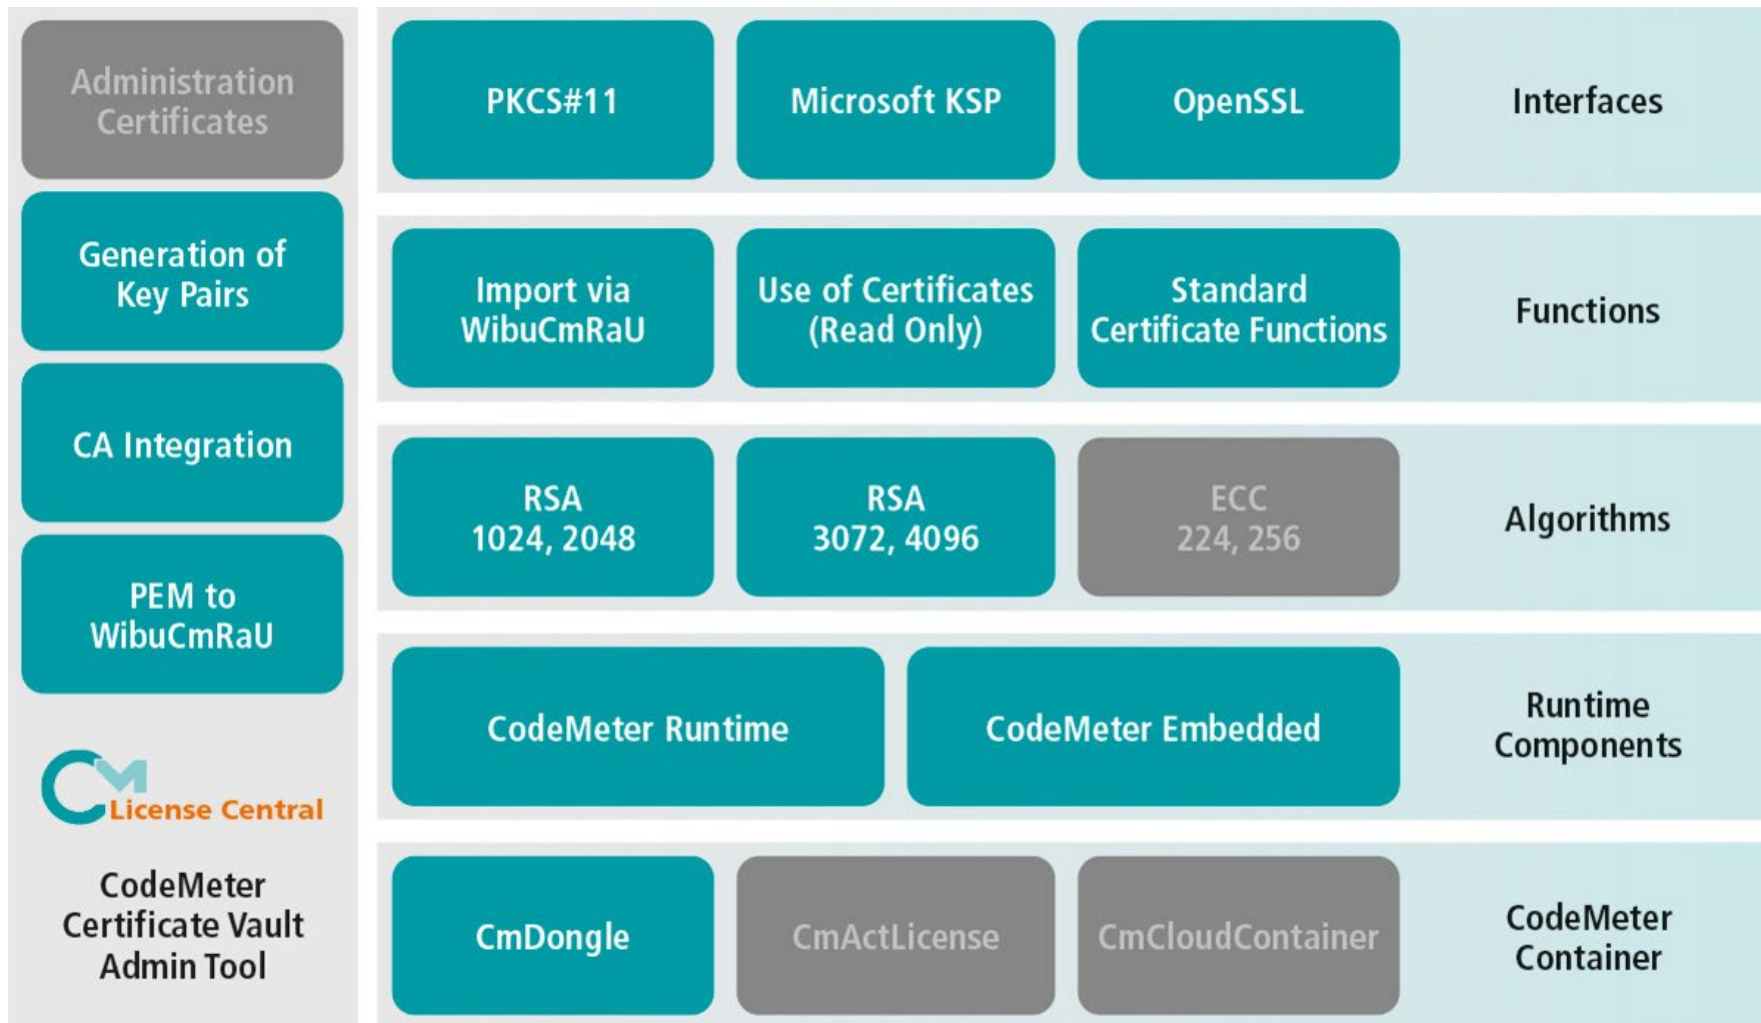 Administration
Certificates
Generation of
Key Pairs
CA Integration
PEM to
WibuCmRaU
CM
License Central
CodeMeter
Certificate Vault
Admin Tool
PKCS#11
Microsoft KSP
OpenSSL
Interfaces
Import via
WibuCmRaU
Use of Certificates
(Read Only)
Standard
Certificate Functions
Functions
RSA
1024, 2048
RSA
3072, 4096
ECC
224, 256
Algorithms
CodeMeter Runtime
CodeMeter Embedded
Runtime
Components
CmDongle
CmActLicense
CmCloudContainer
CodeMeter
Container